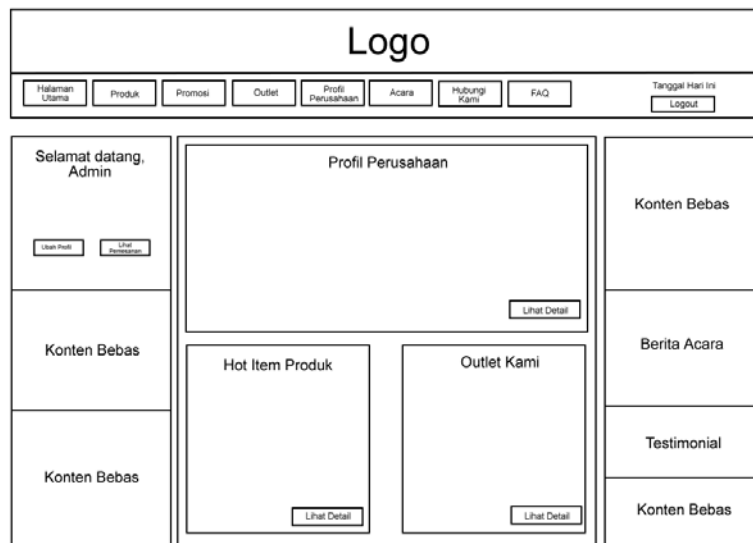 Logo
Halaman
Utama
Produk
Promosi
Outlet
Profil
Perusahaan
Acara
Hubungi
Kami
FAQ
Tanggal Hari Ini
Logout
Selamat datang,
Admin
Ubah Profil
Lihat
Pemesanan
Konten Bebas
Konten Bebas
Profil Perusahaan
Lihat Detail
Hot Item Produk
Lihat Detail
Outlet Kami
Lihat Detail
Konten Bebas
Berita Acara
Testimonial
Konten Bebas